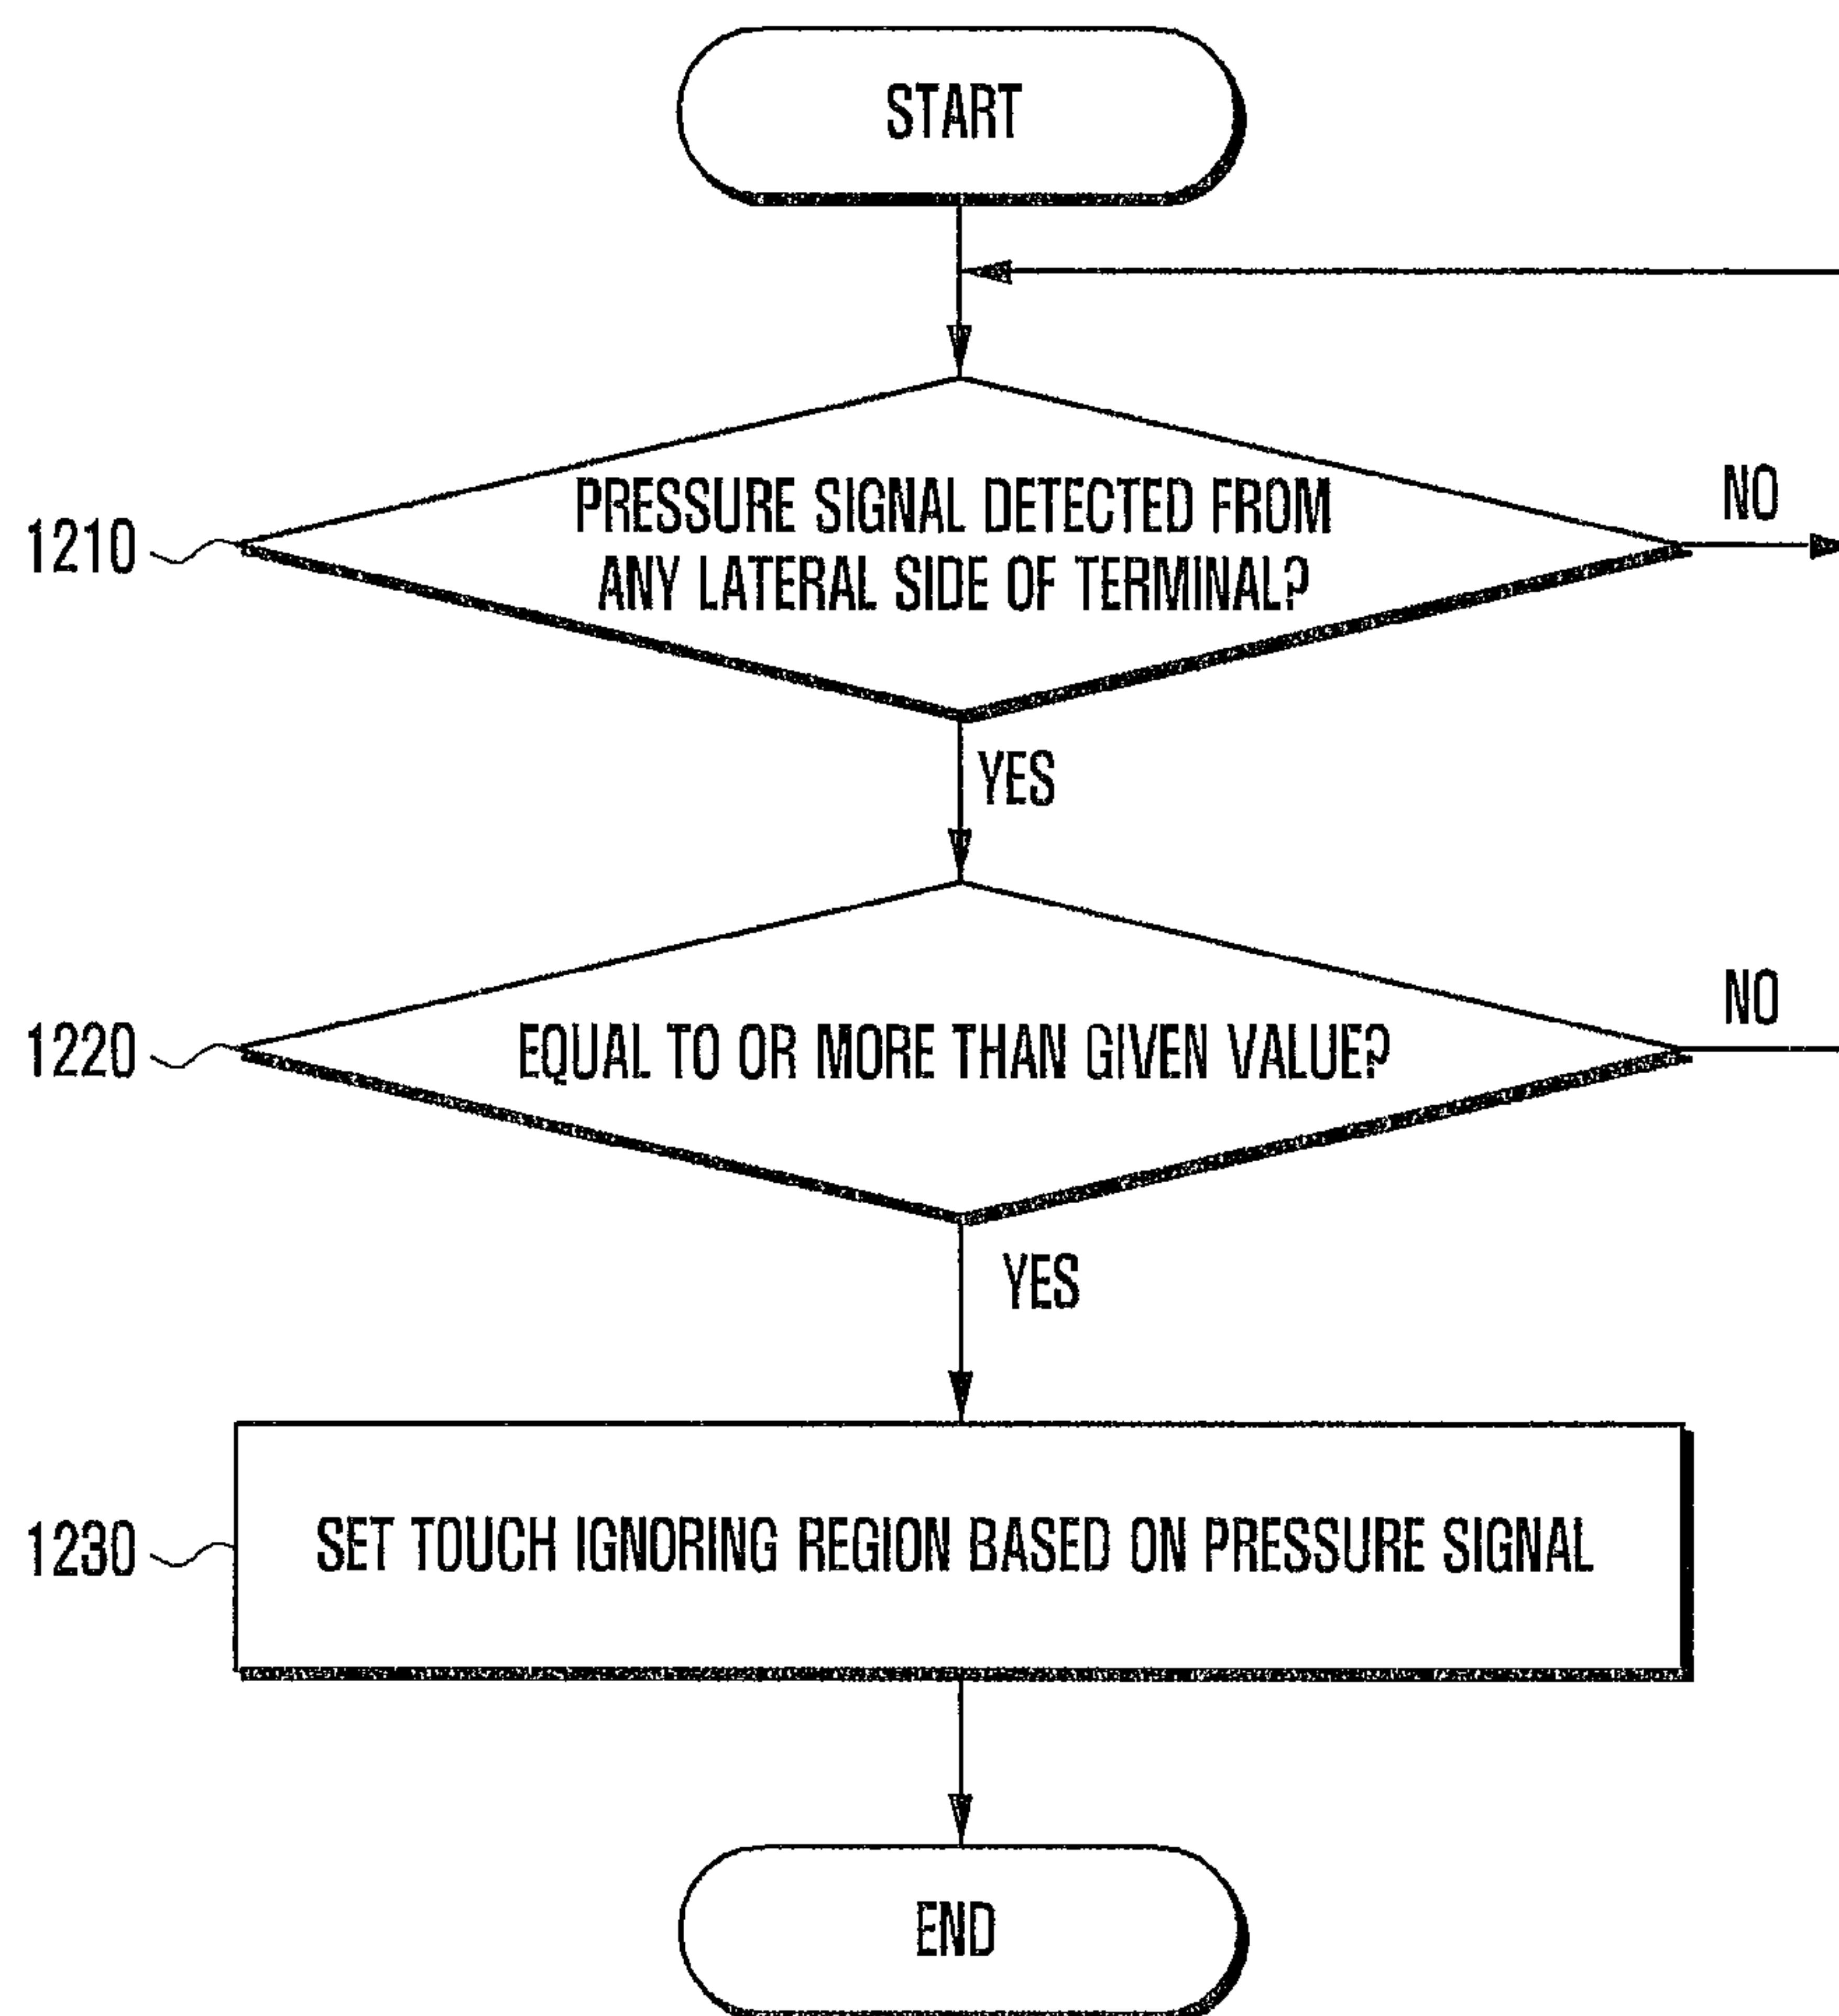 START
PRESSURE SIGNAL DETECTED FROM
ANY LATERAL SIDE OF TERMINAL?
NO
1210
YES
EQUAL TO OR MORE THAN GIVEN VALUE?
NO
1220
YES
SET TOUCH IGNORING REGION BASED ON PRESSURE SIGNAL
1230
END